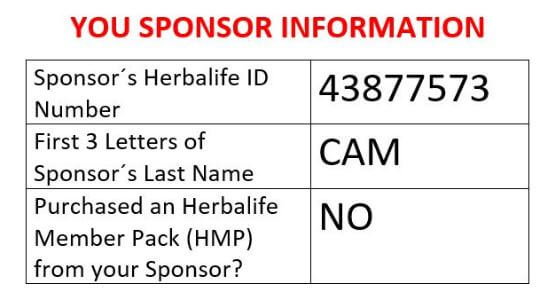 YOU SPONSOR INFORMATION
Sponsor´s Herbalife ID
Number
43877573
First 3 Letters of
Sponsor´s Last Name
CAM
Purchased an Herbalife
Member Pack (HMP)
from your Sponsor?
NO